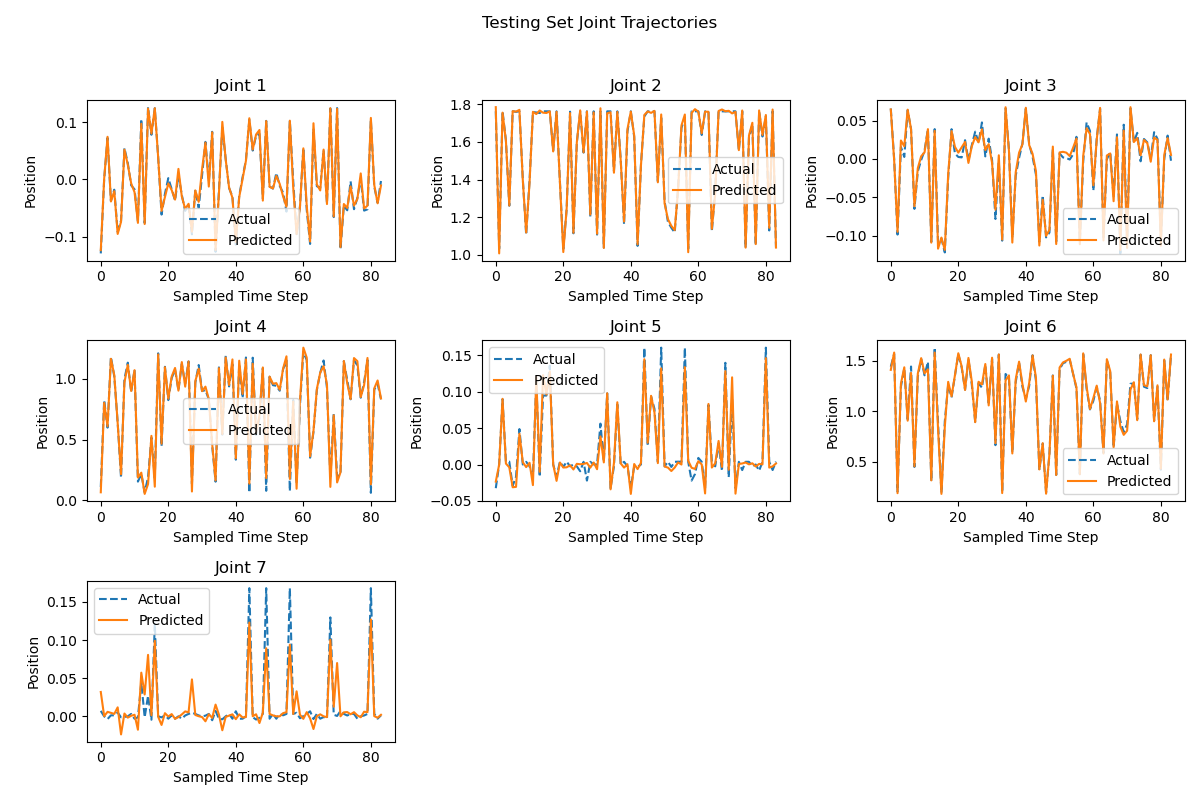 Testing Set Joint Trajectories
Joint 1
Position
0.1
0.0
−0.1
Actual
Predicted
0 20 40 60 80
Sampled Time Step
Joint 2
Position
1.8
1.6
1.4
1.2
1.0
Actual
Predicted
0 20 40 60 80
Sampled Time Step
Joint 3
Position
0.05
0.00
−0.05
−0.10
Actual
Predicted
0 20 40 60 80
Sampled Time Step
Joint 4
Position
1.0
0.5
0.0
Actual
Predicted
0 20 40 60 80
Sampled Time Step
Joint 5
Position
0.15
0.10
0.05
0.00
−0.05
Actual
Predicted
0 20 40 60 80
Sampled Time Step
Joint 6
Position
1.5
1.0
0.5
Actual
Predicted
0 20 40 60 80
Sampled Time Step
Joint 7
Position
0.15
0.10
0.05
0.00
Actual
Predicted
0 20 40 60 80
Sampled Time Step